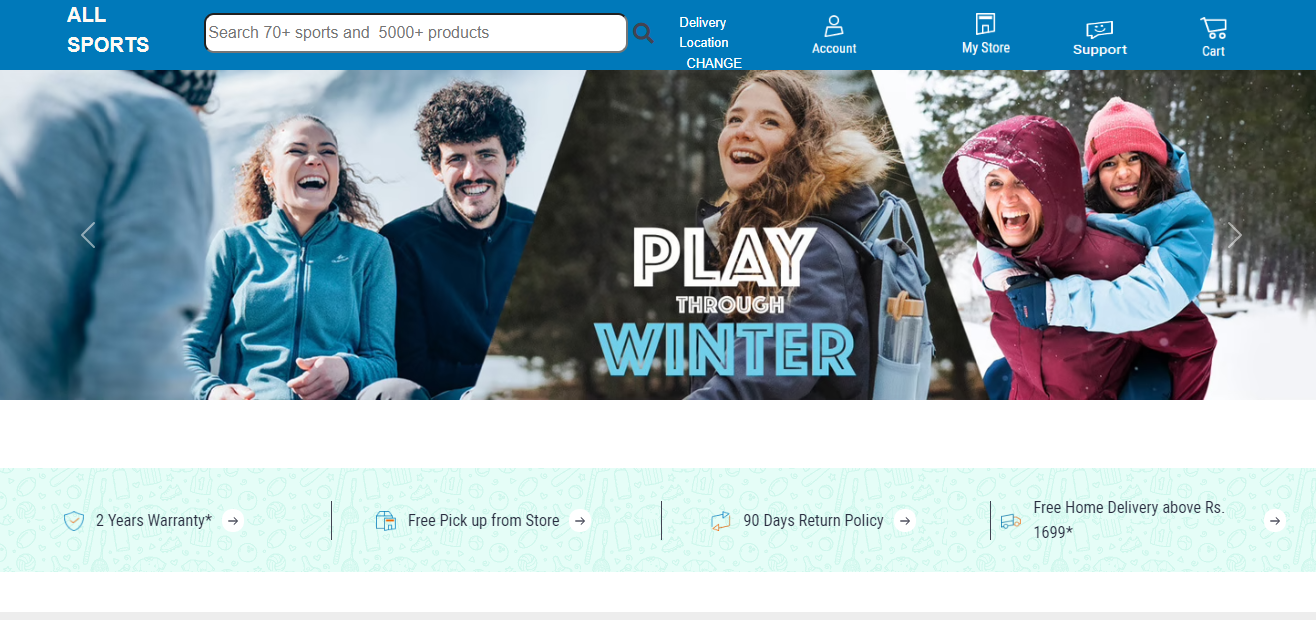 ALL
SPORTS
Search 70+ sports and  5000+ products
Delivery
Location
CHANGE
Account
My Store
Support
Cart
PLAY
THROUGH
WINTER
2 Years Warranty*
Free Pick up from Store
90 Days Return Policy
Free Home Delivery above Rs.
1699*